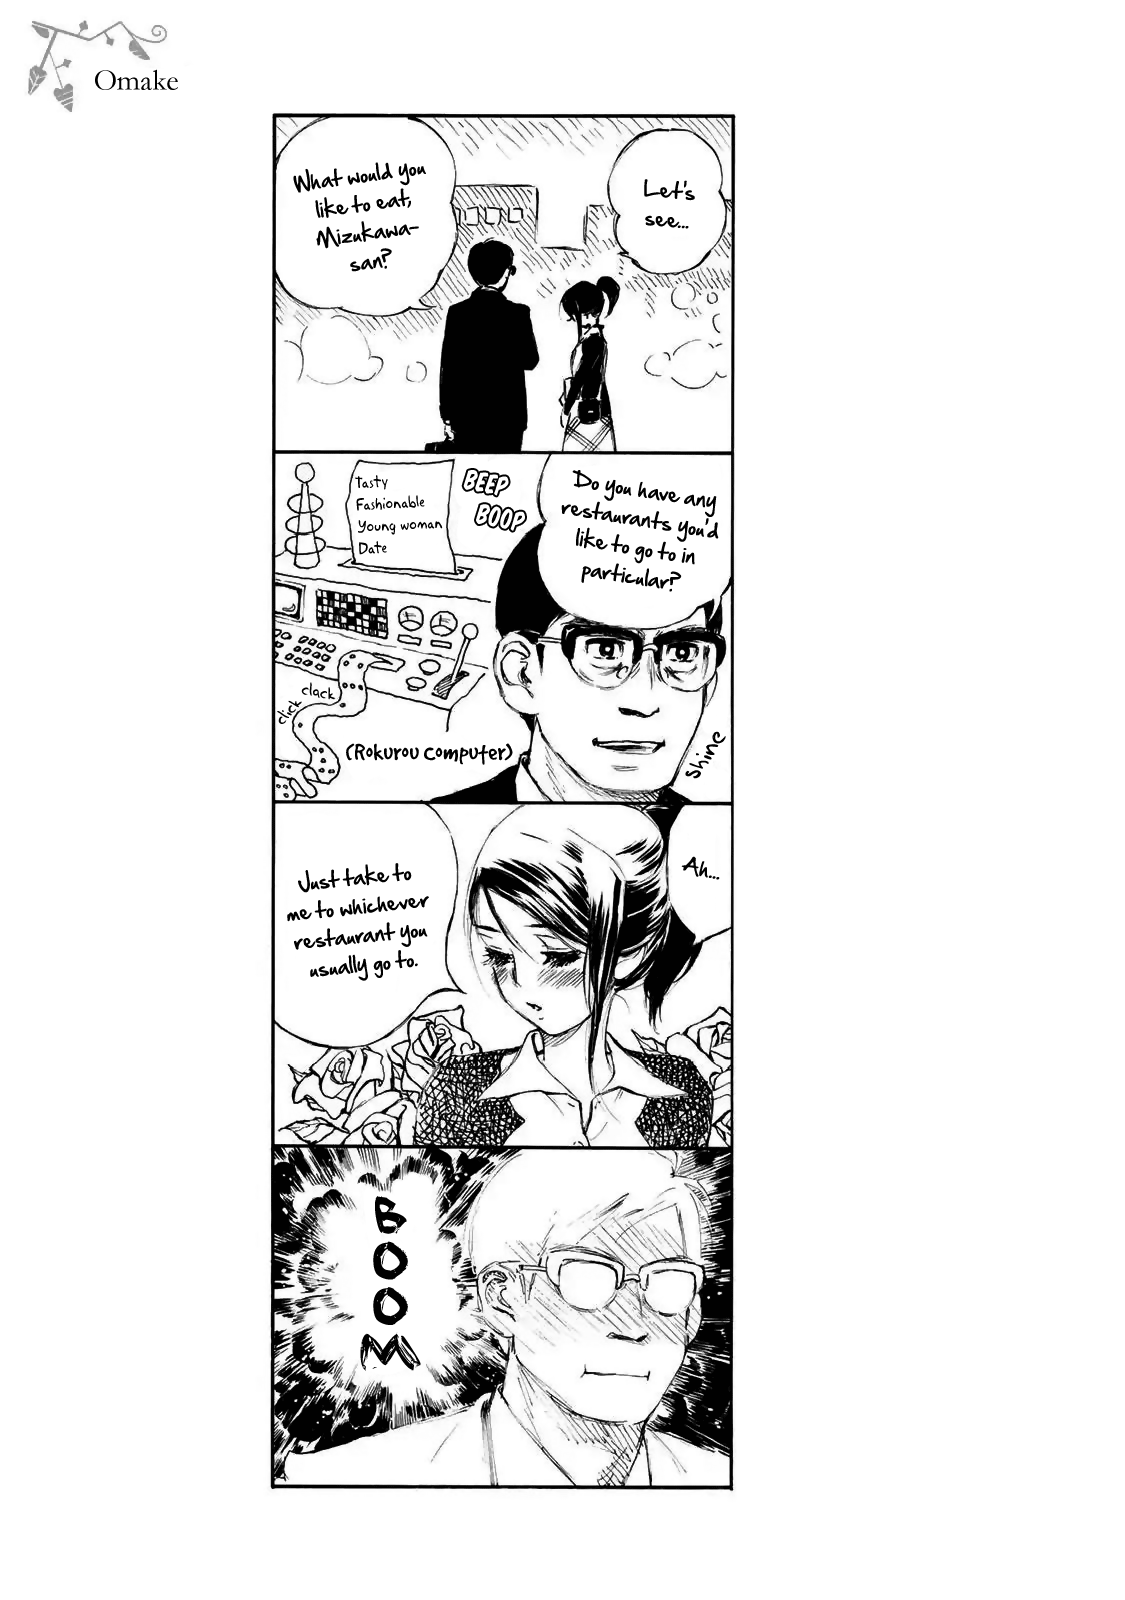 Omake
What would you
like to eat,
Mizukawa-
san?
Let's
see...
Tasty
Fashionable
Young woman
Date
BEEP
BOOP
Do you have any
restaurants you'd
like to go to in
particular?
clack
click
(Rokurou Computer)
shine
Ah...
Just take to
me to whichever
restaurant you
usually go to.
BOOM